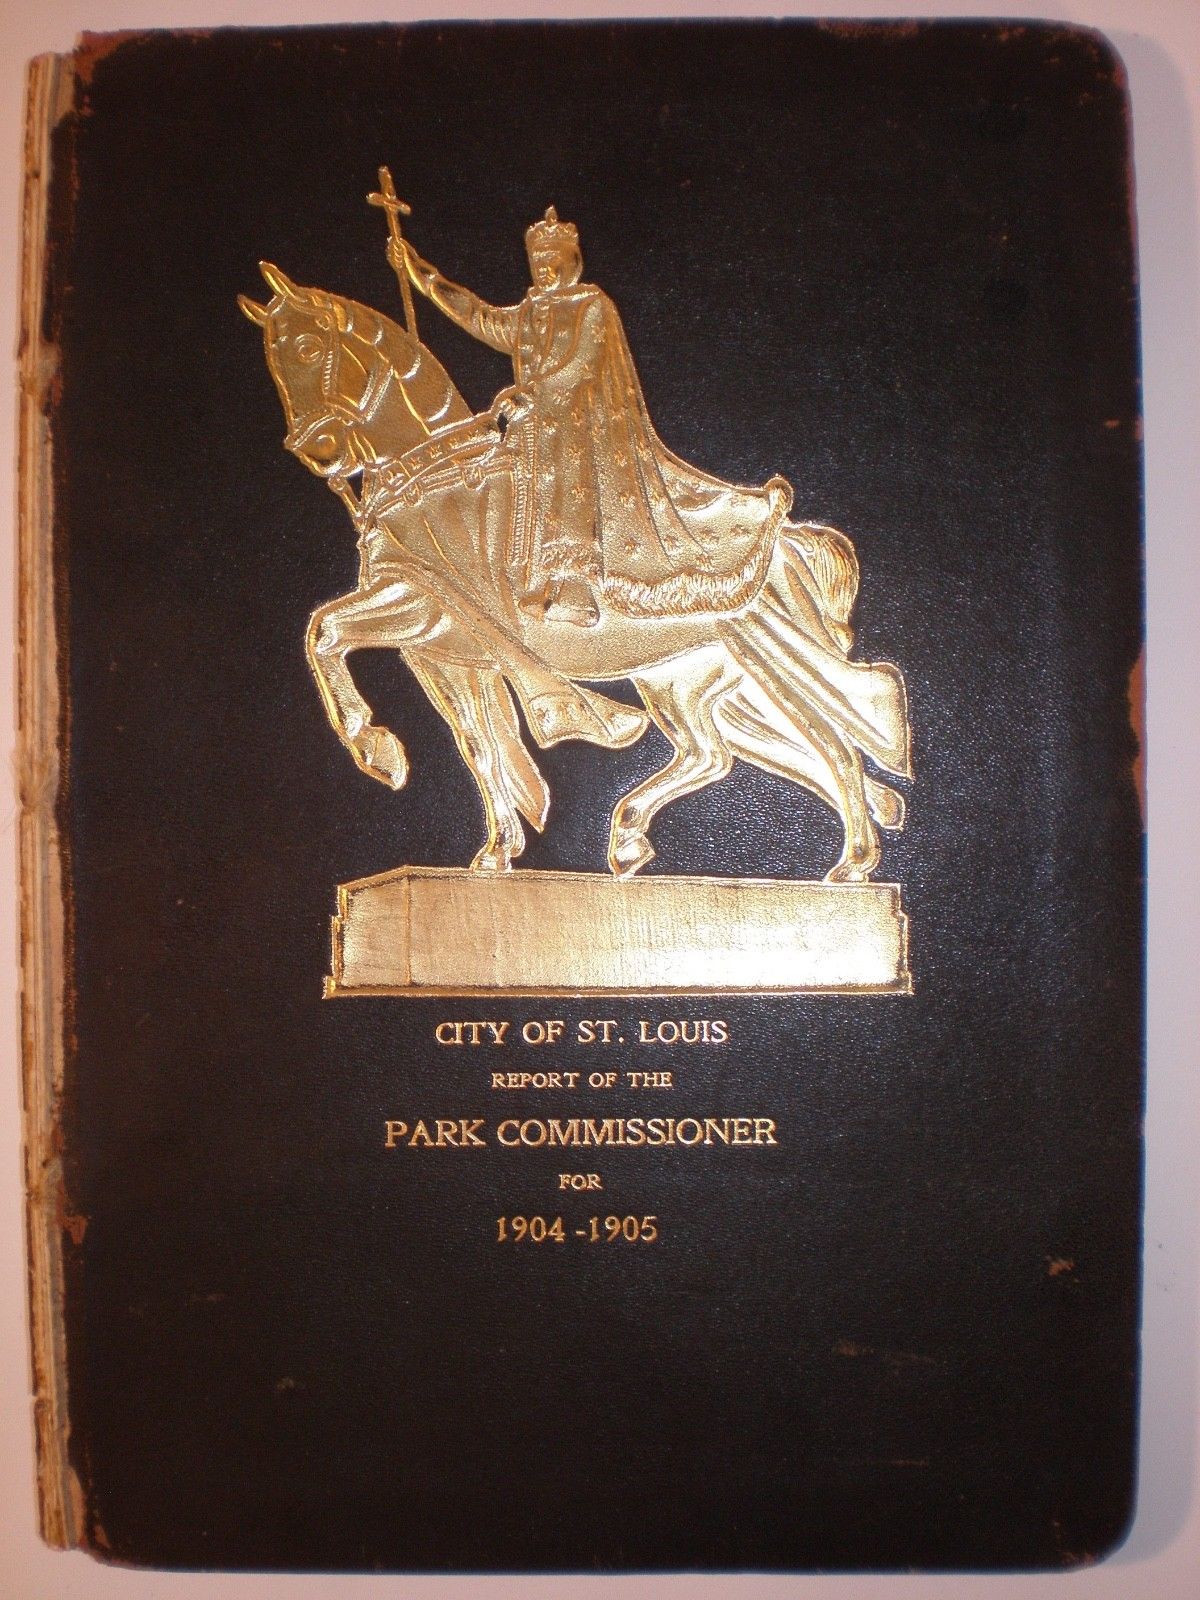 CITY OF ST. LOUIS
REPORT OF THE
PARK COMMISSIONER
FOR
1904-1905